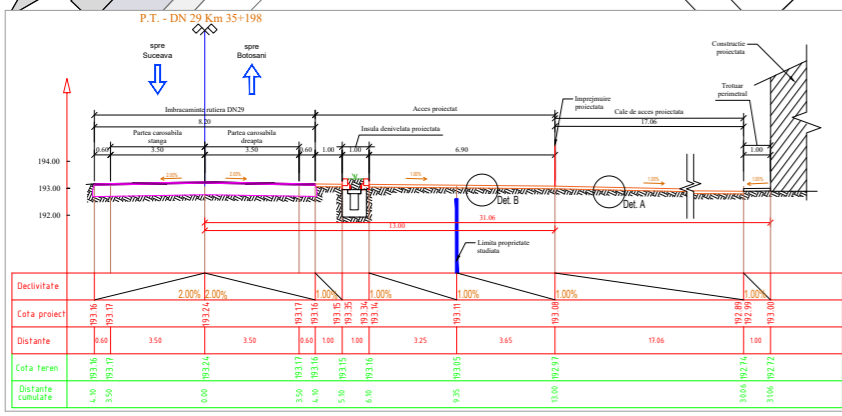 P.T. - DN 29 Km 35+198
spre
Suceava
spre
Botosani
Constructie
proiectata
Trotuar
perimetral
Imprejmuire
proiectata
Imbracaminte rutiera DN29
8.20
Acces proiectat
Cale de acces proiectata
17.06
Partea carosabila
stanga
Partea carosabila
dreapta
Insula denivelata proiectata
0.60 3.50 3.50 0.60 1.00 1.00 6.90 1.00
194.00
193.00
192.00
2.00% 2.00% 1.00% 1.00% 1.00%
Det. B
Det. A
31.06
13.00
Limita proprietate
studiata
Declivitate 2.00% 2.00% 1.00% 1.00% 1.00% 1.00% 1.00%
Cota proiect 193.16 193.17 193.24 193.17 193.16 193.15 193.35 193.34 193.14 193.11 193.08 192.89 192.99 193.00
Distante 0.60 3.50 3.50 0.60 1.00 1.00 3.25 3.65 17.06 1.00
Cota teren 193.16 193.17 193.24 193.17 193.16 193.15 193.16 193.05 192.97 192.74 192.72
Distante
cumulate
4.10 3.50 0.00 3.50 4.10 5.10 6.10 9.35 13.00 30.06 31.06